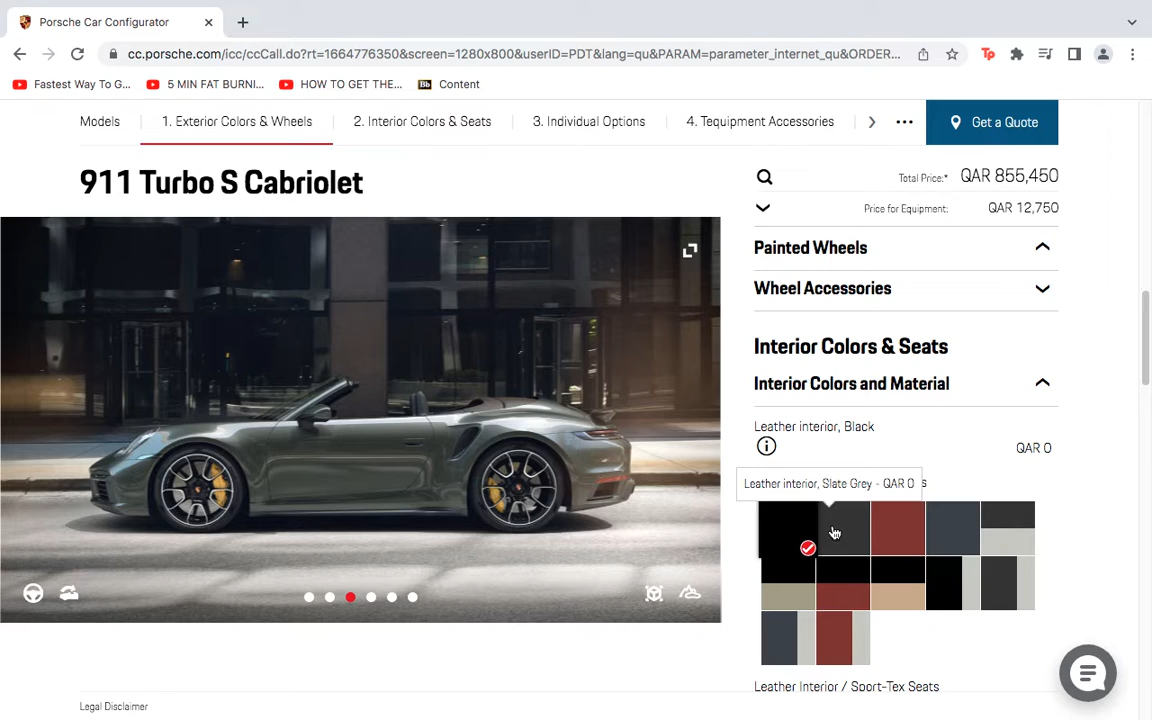 Porsche Car Configurator
cc.porsche.com/icc/ccCall.do?rt=1664776350&screen=1280x800&userID=PDT&lang=qu&PARAM=parameter_internet_qu&ORDER...
Fastest Way To G...
5 MIN FAT BURNI...
HOW TO GET THE...
Bb Content
Models
1. Exterior Colors & Wheels
2. Interior Colors & Seats
3. Individual Options
4. Tequipment Accessories
Get a Quote
911 Turbo S Cabriolet
Total Price:* QAR 855,450
Price for Equipment: QAR 12,750
Painted Wheels
Wheel Accessories
Interior Colors & Seats
Interior Colors and Material
Leather interior, Black
QAR 0
Leather interior, Slate Grey - QAR 0
Leather Interior / Sport-Tex Seats
Legal Disclaimer